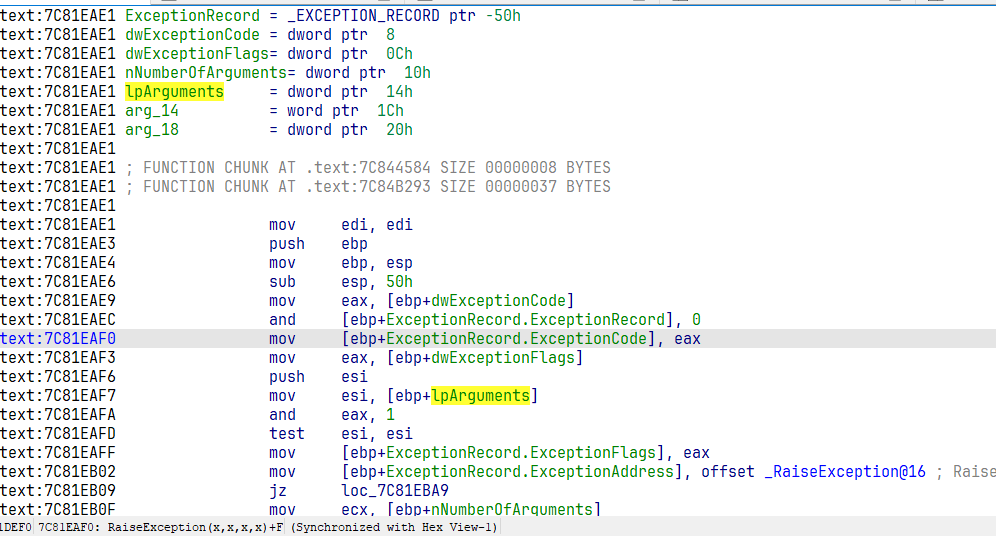 text:7C81EAE1 ExceptionRecord = _EXCEPTION_RECORD ptr -50h
text:7C81EAE1 dwExceptionCode = dword ptr  8
text:7C81EAE1 dwExceptionFlags= dword ptr  0Ch
text:7C81EAE1 nNumberOfArguments= dword ptr  10h
text:7C81EAE1 lpArguments     = dword ptr  14h
text:7C81EAE1 arg_14          = word ptr  1Ch
text:7C81EAE1 arg_18          = dword ptr  20h
text:7C81EAE1
text:7C81EAE1 ; FUNCTION CHUNK AT .text:7C844584 SIZE 00000008 BYTES
text:7C81EAE1 ; FUNCTION CHUNK AT .text:7C84B293 SIZE 00000037 BYTES
text:7C81EAE1
text:7C81EAE1                 mov     edi, edi
text:7C81EAE3                 push    ebp
text:7C81EAE4                 mov     ebp, esp
text:7C81EAE6                 sub     esp, 50h
text:7C81EAE9                 mov     eax, [ebp+dwExceptionCode]
text:7C81EAEC                 and     [ebp+ExceptionRecord.ExceptionRecord], 0
text:7C81EAF0                 mov     [ebp+ExceptionRecord.ExceptionCode], eax
text:7C81EAF3                 mov     eax, [ebp+dwExceptionFlags]
text:7C81EAF6                 push    esi
text:7C81EAF7                 mov     esi, [ebp+lpArguments]
text:7C81EAFA                 and     eax, 1
text:7C81EAFD                 test    esi, esi
text:7C81EAFF                 mov     [ebp+ExceptionRecord.ExceptionFlags], eax
text:7C81EB02                 mov     [ebp+ExceptionRecord.ExceptionAddress], offset _RaiseException@16 ; Raise
text:7C81EB09                 jz      loc_7C81EBA9
text:7C81EB0F                 mov     ecx, [ebp+nNumberOfArguments]
1DEF0 7C81EAF0: RaiseException(x,x,x,x)+F (Synchronized with Hex View-1)